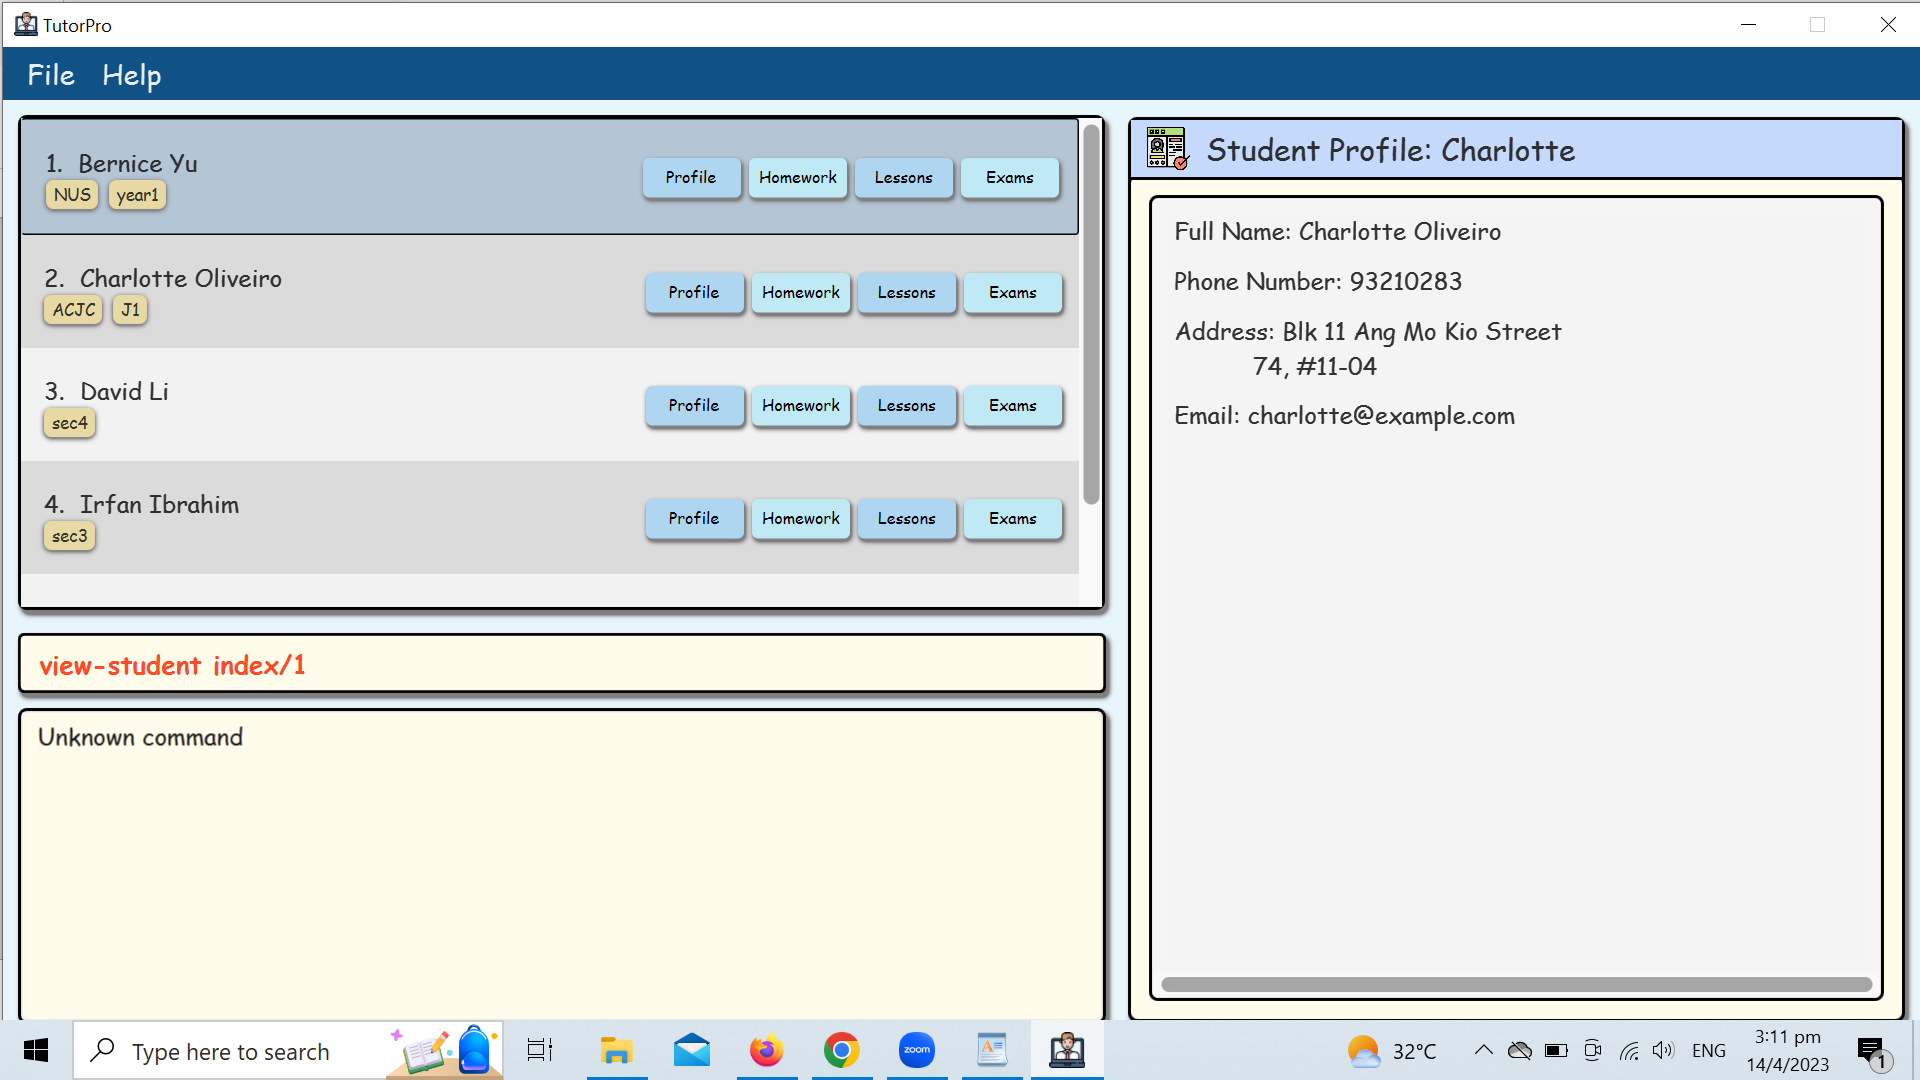 TutorPro
File Help
1. Bernice Yu
NUS year1
Profile Homework Lessons Exams
2. Charlotte Oliveiro
ACJC J1
Profile Homework Lessons Exams
3. David Li
sec4
Profile Homework Lessons Exams
4. Irfan Ibrahim
sec3
Profile Homework Lessons Exams
view-student index/1
Unknown command
Student Profile: Charlotte
Full Name: Charlotte Oliveiro
Phone Number: 93210283
Address: Blk 11 Ang Mo Kio Street
74, #11-04
Email: charlotte@example.com
Type here to search
zoom
32°C
ENG
3:11 pm
14/4/2023
1